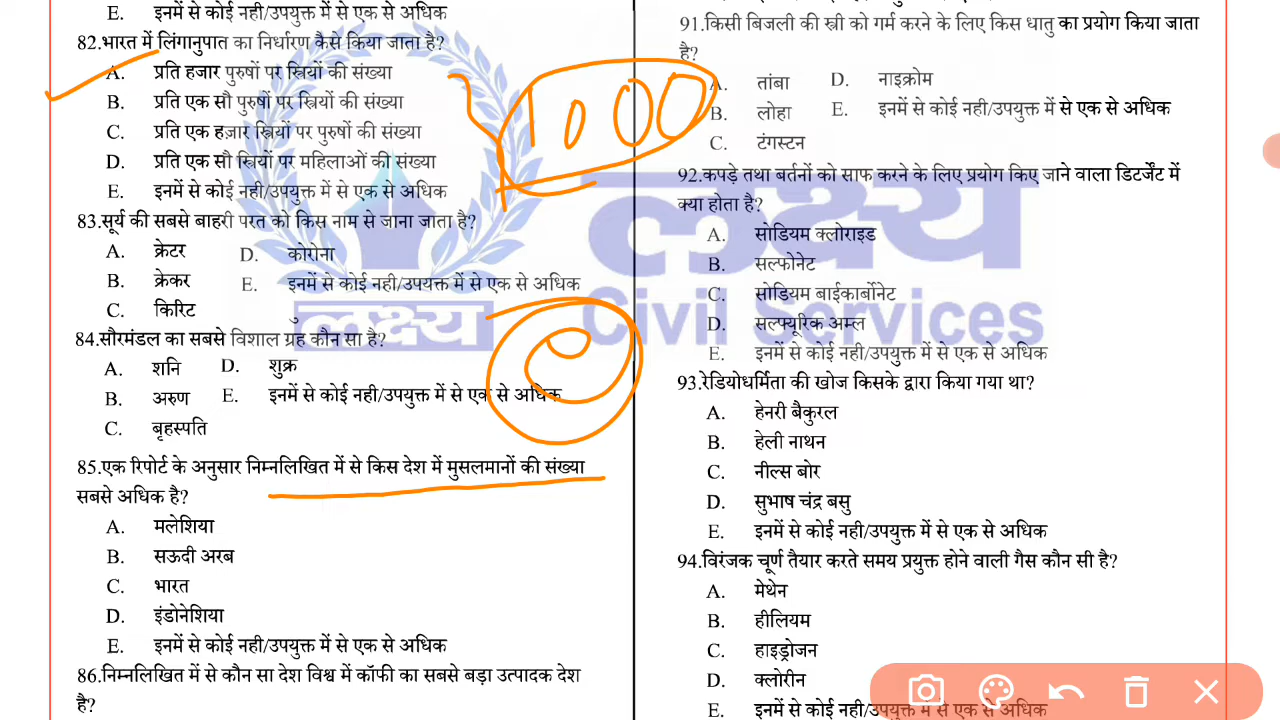 E. इनमें से कोई नही/उपयुक्त में से एक से अधिक
82.भारत में लिंगानुपात का निर्धारण कैसे किया जाता है?
A. प्रति हजार पुरुषों पर स्त्रियों की संख्या
B. प्रति एक सौ पुरुषों पर स्त्रियों की संख्या
C. प्रति एक हज़ार स्त्रियों पर पुरुषों की संख्या
D. प्रति एक सौ स्त्रियों पर महिलाओं की संख्या
E. इनमें से कोई नही/उपयुक्त में से एक से अधिक
83.सूर्य की सबसे बाहरी परत को किस नाम से जाना जाता है?
A. क्रेटर D. कोरोना
B. क्रेकर E. इनमें से कोई नही/उपयक्त में से एक से अधिक
C. किरिट
84.सौरमंडल का सबसे विशाल ग्रह कौन सा है?
A. शनि D. शुक्र
B. अरुण E. इनमें से कोई नही/उपयुक्त में से एक से अधिक
C. बृहस्पति
85.एक रिपोर्ट के अनुसार निम्नलिखित में से किस देश में मुसलमानों की संख्या
सबसे अधिक है?
A. मलेशिया
B. सऊदी अरब
C. भारत
D. इंडोनेशिया
E. इनमें से कोई नही/उपयुक्त में से एक से अधिक
86.निम्नलिखित में से कौन सा देश विश्व में कॉफी का सबसे बड़ा उत्पादक देश
है?
1000
91.किसी बिजली की स्त्री को गर्म करने के लिए किस धातु का प्रयोग किया जाता
है?
A. तांबा D. नाइक्रोम
B. लोहा E. इनमें से कोई नही/उपयुक्त में से एक से अधिक
C. टंगस्टन
92.कपड़े तथा बर्तनों को साफ करने के लिए प्रयोग किए जाने वाला डिटर्जेंट में
क्या होता है?
A. सोडियम क्लोराइड
B. सल्फोनेट
C. सोडियम बाईकार्बोनेट
D. सल्फ्यूरिक अम्ल
E. इनमें से कोई नही/उपयुक्त में से एक से अधिक
93.रेडियोधर्मिता की खोज किसके द्वारा किया गया था?
A. हेनरी बैकुरल
B. हेली नाथन
C. नील्स बोर
D. सुभाष चंद्र बसु
E. इनमें से कोई नही/उपयुक्त में से एक से अधिक
94.विरंजक चूर्ण तैयार करते समय प्रयुक्त होने वाली गैस कौन सी है?
A. मेथेन
B. हीलियम
C. हाइड्रोजन
D. क्लोरीन
E. इनमें से कोई नही/उपयुक्त में से एक से अधिक
लक्ष्य
लक्ष्य
Civil Services